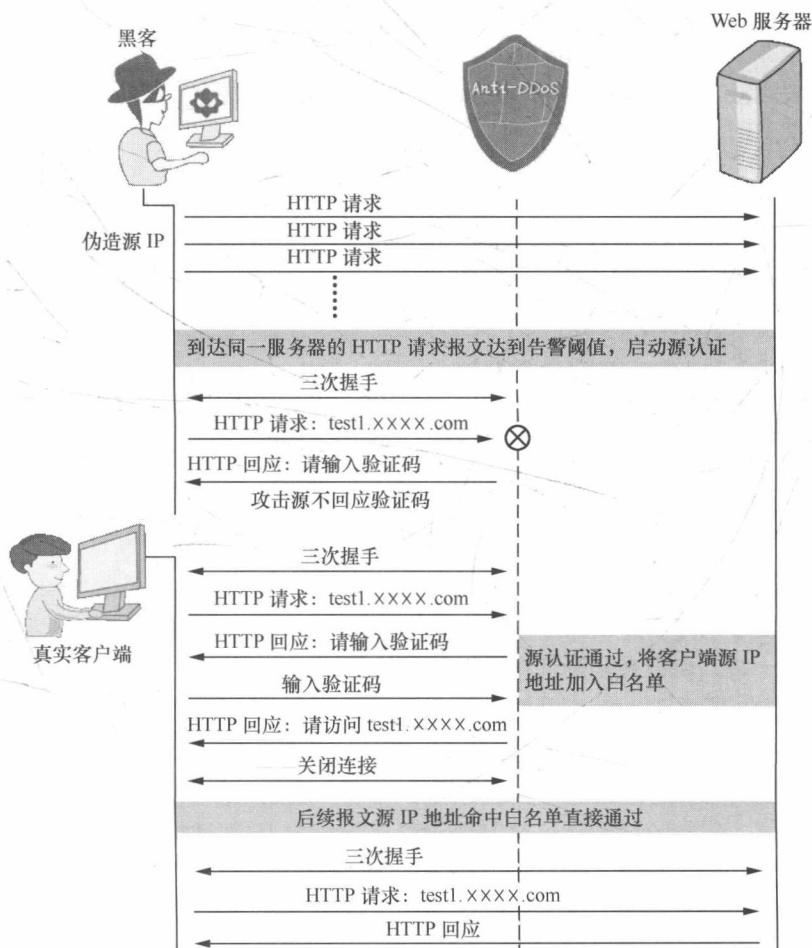 Web 服务器
黑客
Anti-DDoS
HTTP 请求
伪造源 IP
HTTP 请求
HTTP 请求
到达同一服务器的 HTTP 请求报文达到告警阈值，启动源认证
三次握手
HTTP 请求：test1.××××.com
HTTP 回应：请输入验证码
攻击源不回应验证码
三次握手
HTTP 请求：test1.××××.com
真实客户端
HTTP 回应：请输入验证码
源认证通过，将客户端源 IP
地址加入白名单
输入验证码
HTTP 回应：请访问 test1.××××.com
关闭连接
后续报文源 IP 地址命中白名单直接通过
三次握手
HTTP 请求：test1.××××.com
HTTP 回应